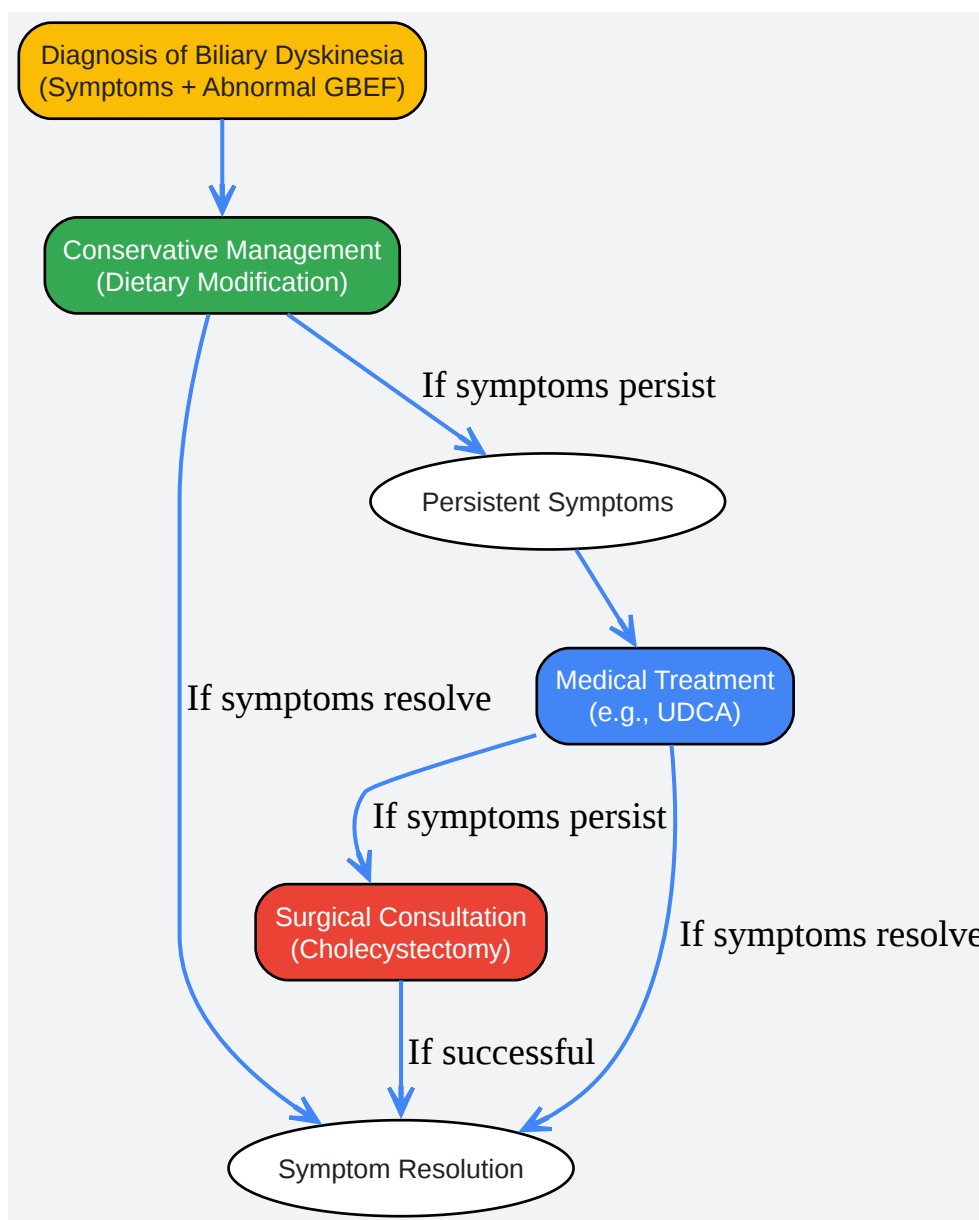 Diagnosis of Biliary Dyskinesia
(Symptoms + Abnormal GBEF)
Conservative Management
(Dietary Modification)
If symptoms persist
Persistent Symptoms
If symptoms resolve
Medical Treatment
(e.g., UDCA)
If symptoms persist
Surgical Consultation
(Cholecystectomy)
If symptoms resolve
If successful
Symptom Resolution